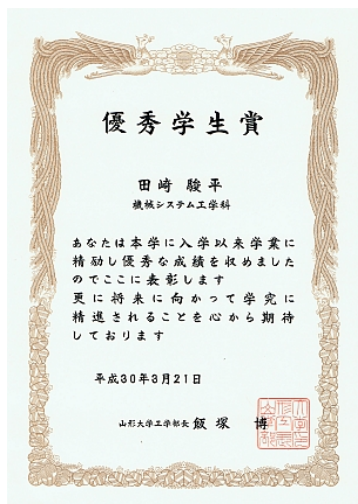 優秀学生賞
田崎 駿平
機械システム工学科
あなたは本学に入学以来学業に
精励し優秀な成績を収めました
のでここに表彰します
更に将来に向かって学究に
精進されることを心から期待
しております
平成30年3月21日
山形大学工学部長 飯塚 博